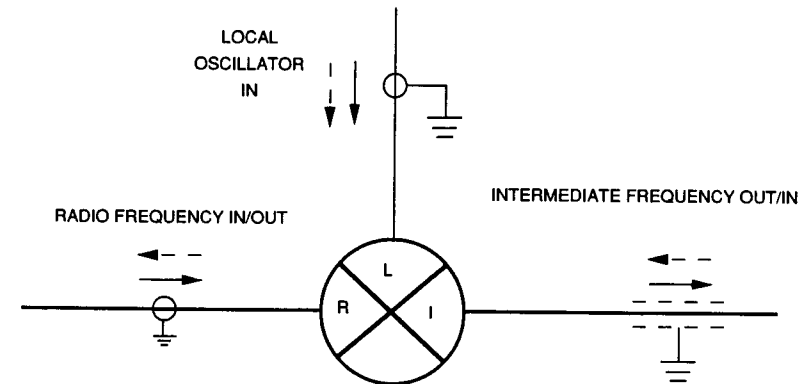 LOCAL
OSCILLATOR
IN
INTERMEDIATE FREQUENCY OUT/IN
RADIO FREQUENCY IN/OUT
L
R
I